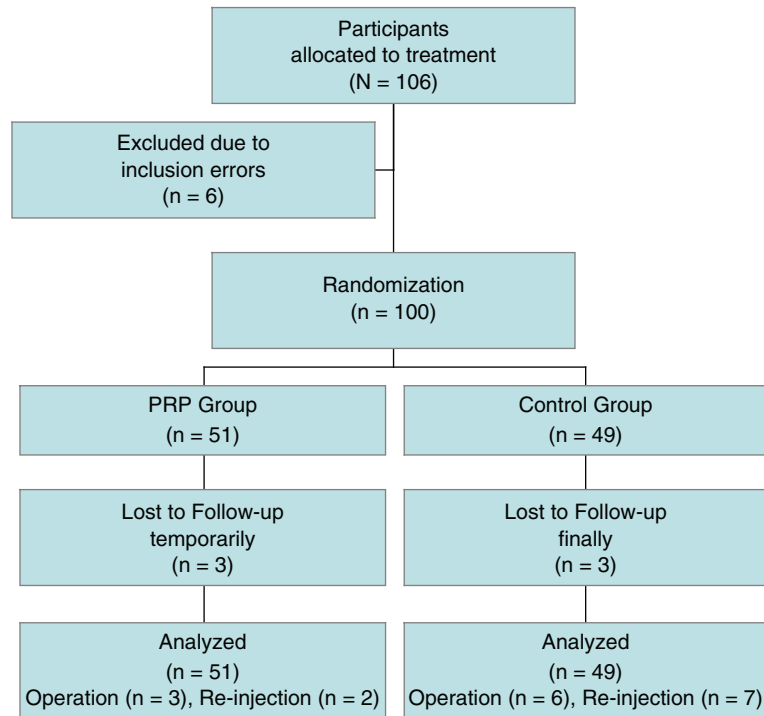 Participants
allocated to treatment
(N = 106)
Excluded due to
inclusion errors
(n = 6)
Randomization
(n = 100)
PRP Group
(n = 51)
Control Group
(n = 49)
Lost to Follow-up
temporarily
(n = 3)
Lost to Follow-up
finally
(n = 3)
Analyzed
(n = 51)
Operation (n = 3), Re-injection (n = 2)
Analyzed
(n = 49)
Operation (n = 6), Re-injection (n = 7)